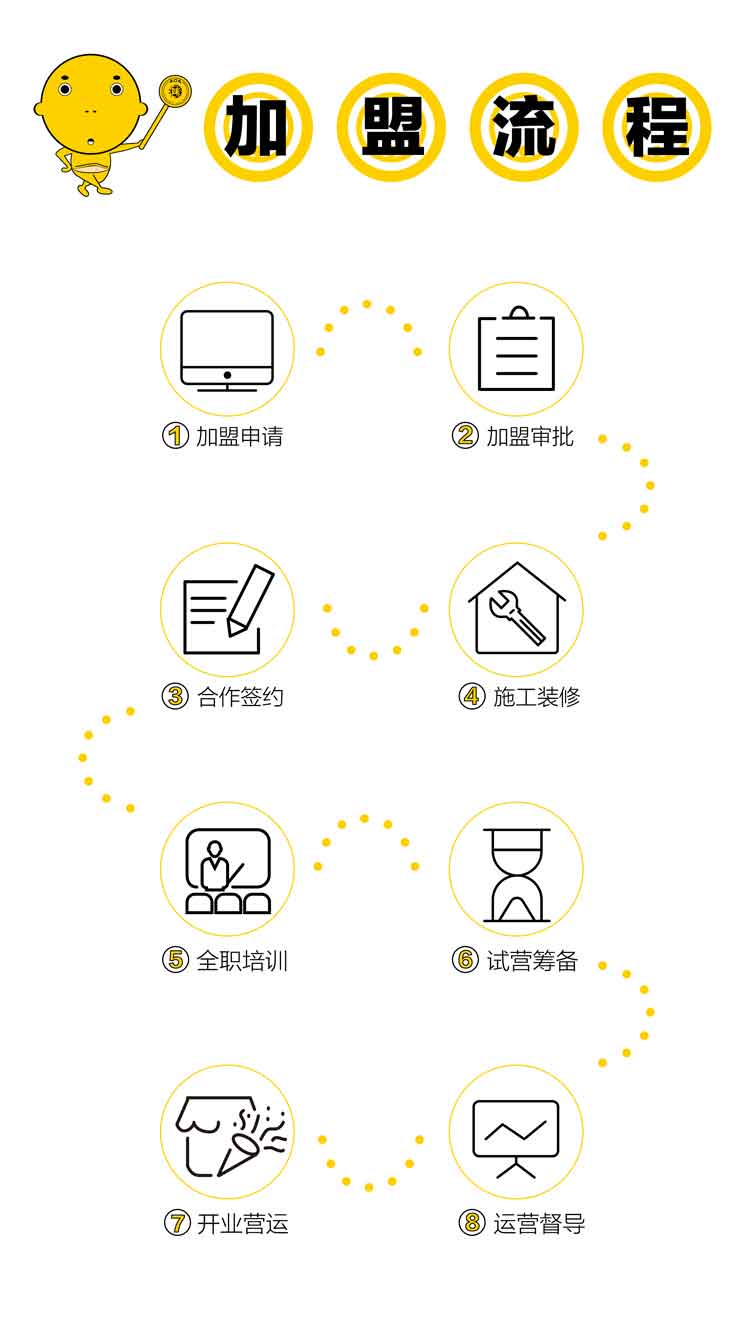 加盟流程
1 加盟申请
2 加盟审批
3 合作签约
4 施工装修
5 全职培训
6 试营筹备
7 开业营运
8 运营督导